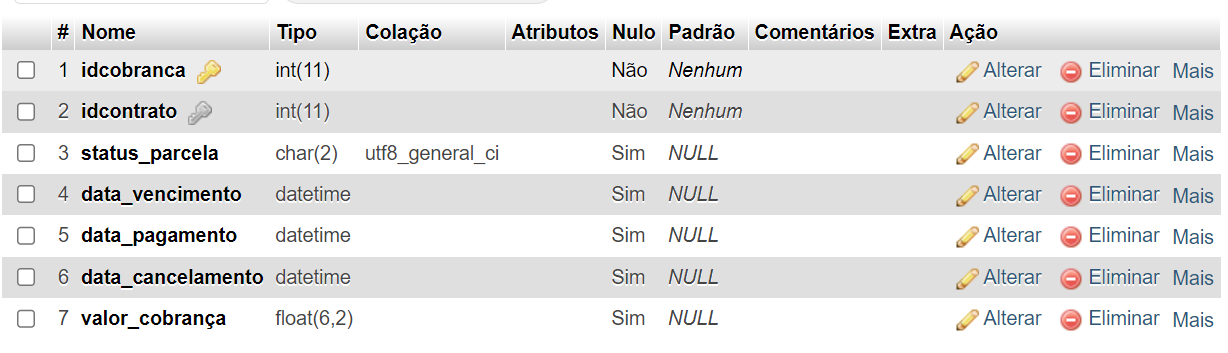 # Nome Tipo Colação Atributos Nulo Padrão Comentários Extra Ação
1 idcobranca int(11) Não Nenhum Alterar Eliminar Mais
2 idcontrato int(11) Não Nenhum Alterar Eliminar Mais
3 status_parcela char(2) utf8_general_ci Sim NULL Alterar Eliminar Mais
4 data_vencimento datetime Sim NULL Alterar Eliminar Mais
5 data_pagamento datetime Sim NULL Alterar Eliminar Mais
6 data_cancelamento datetime Sim NULL Alterar Eliminar Mais
7 valor_cobrança float(6,2) Sim NULL Alterar Eliminar Mais